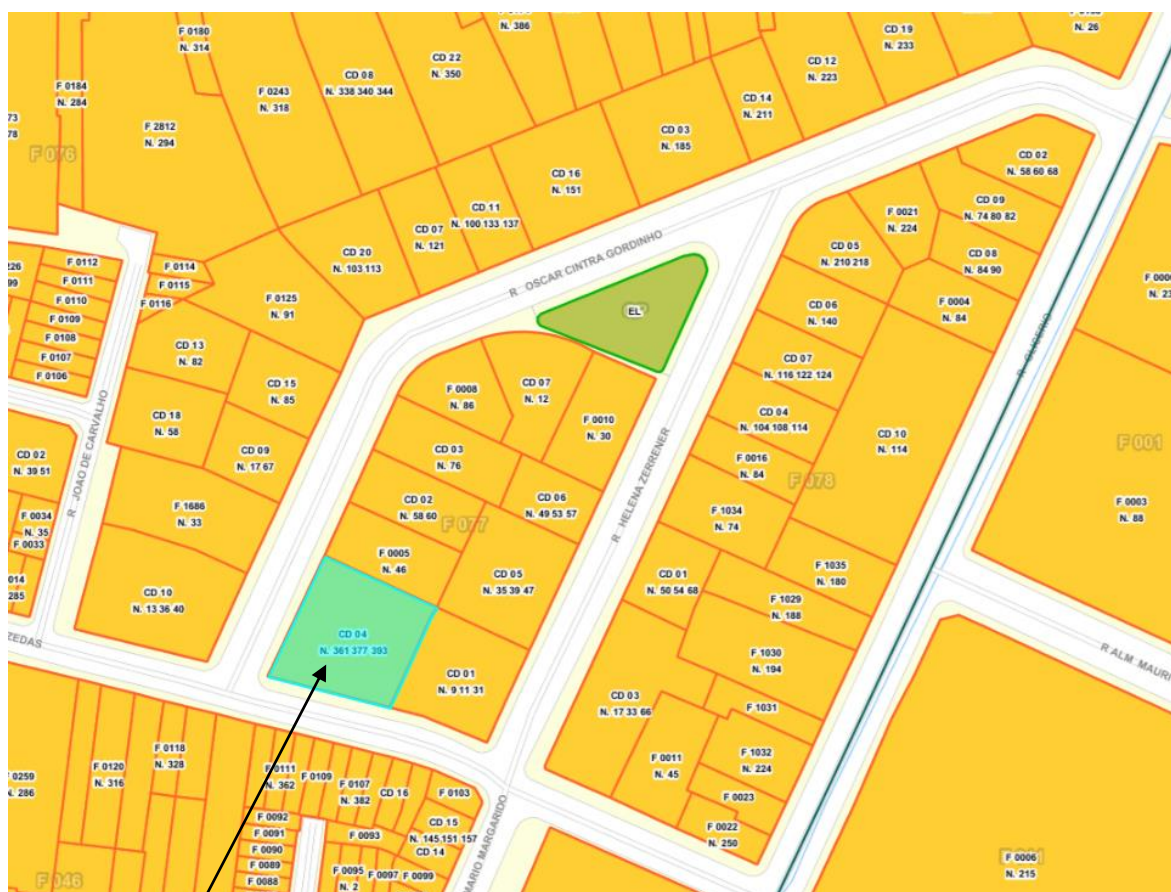 N. 386
N. 26
F 0180
N. 314
CD 22
N. 350
CD 19
N. 233
CD 08
N. 338 340 344
CD 12
N. 223
F 0184
N. 284
F 0243
N. 318
CD 14
N. 211
F 2812
N. 294
CD 03
N. 185
73
78
F 076
CD 16
N. 151
CD 02
N. 58 60 68
CD 09
N. 74 80 82
F 0021
N. 224
CD 11
N. 100 133 137
CD 07
N. 121
CD 20
N. 103 113
CD 05
N. 210 218
CD 08
N. 84 90
R OSCAR CINTRA GORDINHO
226
99
F 0112
F 0111
F 0110
F 0109
F 0108
F 0107
F 0106
F 0114
F 0115
F 0116
F 0125
N. 91
EL
CD 06
N. 140
F 0004
N. 84
R GLICERIO
CD 13
N. 82
CD 15
N. 85
CD 07
N. 116 122 124
F 0008
N. 86
CD 07
N. 12
F 0010
N. 30
CD 04
N. 104 108 114
CD 10
N. 114
F 001
CD 18
N. 58
CD 09
N. 17 67
CD 03
N. 76
F 0016
N. 84
F 078
CD 02
N. 39 51
R JOAO DE CARVALHO
R HELENA ZERRENER
CD 02
N. 58 60
F 077
CD 06
N. 49 53 57
F 0003
N. 88
F 1686
N. 33
F 1034
N. 74
F 0034
N. 35
F 0033
F 0005
N. 46
CD 05
N. 35 39 47
CD 01
N. 50 54 68
F 1035
N. 180
014
285
CD 10
N. 13 36 40
F 1029
N. 188
ZEDAS
CD 04
N. 361 377 393
CD 01
N. 9 11 31
F 1030
N. 194
R ALM MAURI
CD 03
N. 17 33 66
F 1031
F 0118
N. 328
F 0120
N. 316
F 0259
N. 286
F 0111
N. 362
F 0109
F 0107
N. 382
CD 16
F 0103
F 0011
N. 45
F 1032
N. 224
F 0023
F 0022
N. 250
MARIO MARGARIDO
F 0092
F 0091
F 0090
F 0089
F 0088
F 0093
CD 15
N. 145 151 157
CD 14
F 0095
N. 2
F 0097
F 0099
F 046
F 0006
N. 215